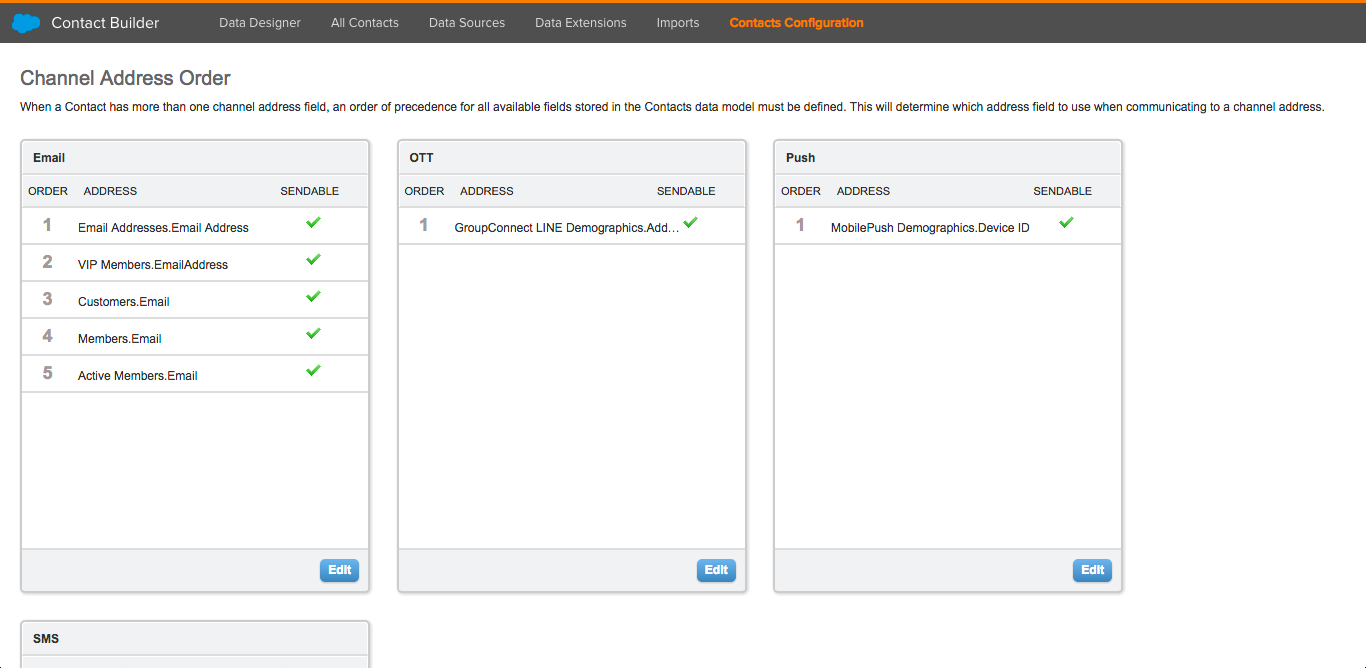 Contact Builder Data Designer All Contacts Data Sources Data Extensions Imports Contacts Configuration
Channel Address Order
When a Contact has more than one channel address field, an order of precedence for all available fields stored in the Contacts data model must be defined. This will determine which address field to use when communicating to a channel address.
Email
ORDER ADDRESS SENDABLE
1 Email Addresses.Email Address
2 VIP Members.EmailAddress
3 Customers.Email
4 Members.Email
5 Active Members.Email
Edit
OTT
ORDER ADDRESS SENDABLE
1 GroupConnect LINE Demographics.Add...
Edit
Push
ORDER ADDRESS SENDABLE
1 MobilePush Demographics.Device ID
Edit
SMS